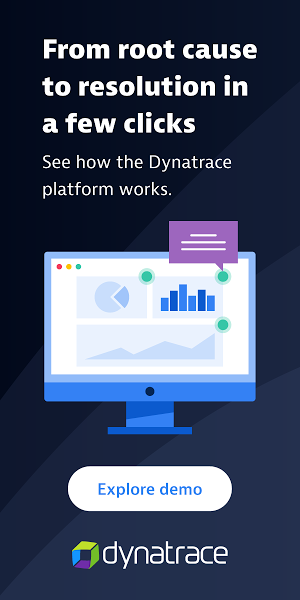 From root cause
to resolution in
a few clicks
See how the Dynatrace
platform works.
Explore demo
dynatrace